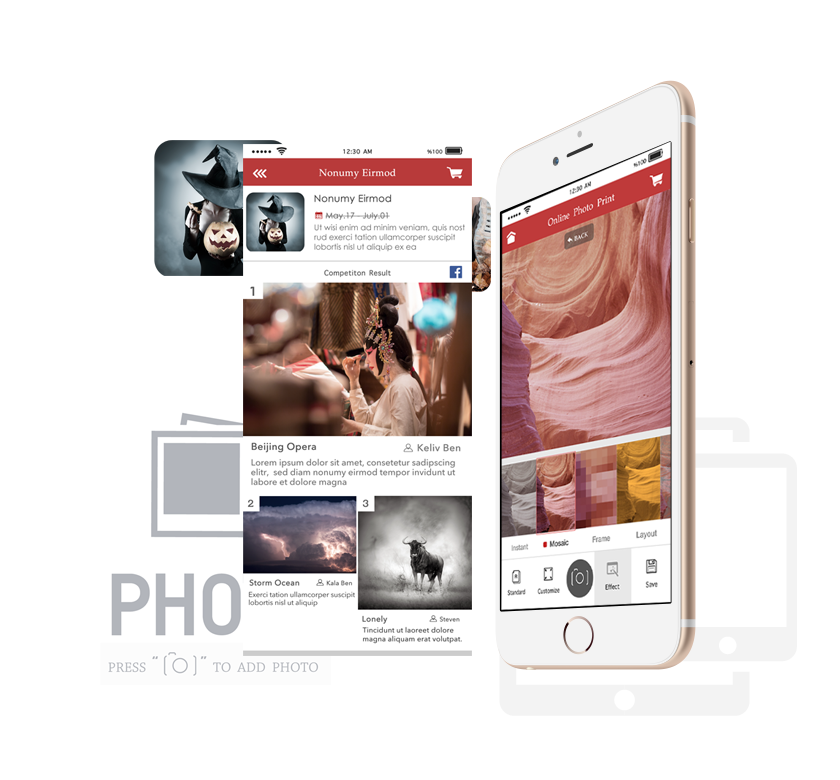 12:30 AM
%100
Nonumy Eirmod
Nonumy Eirmod
May.17 - July.01
Ut wisi enim ad minim veniam, quis nost
rud exerci tation ullamcorper suscipit
lobortis nisl ut aliquip ex ea
Competiton Result
1
Beijing Opera
Keliv Ben
Lorem ipsum dolor sit amet, consetetur sadipscing
elitr, sed diam nonumy eirmod tempor invidunt ut
labore et dolore magna
2
Storm Ocean
Kala Ben
Exerci tation ullamcorper suscipit
lobortis nisl ut aliquip
3
Lonely
Steven
Tincidunt ut laoreet dolore
magna aliquam erat volutpat.
PHO
PRESS “ ” TO ADD PHOTO
12:30 AM
%100
Online Photo Print
BACK
Instant
Mosaic
Frame
Layout
Standard
Customize
Effect
Save